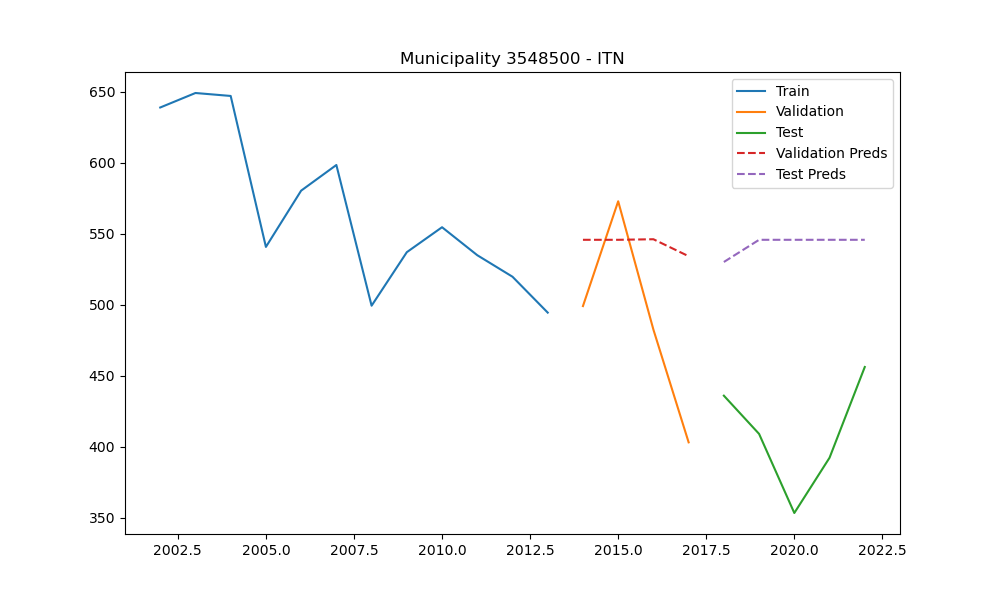 Municipality 3548500 - ITN
Train
Validation
Test
Validation Preds
Test Preds
650
600
550
500
450
400
350
2002.5 2005.0 2007.5 2010.0 2012.5 2015.0 2017.5 2020.0 2022.5